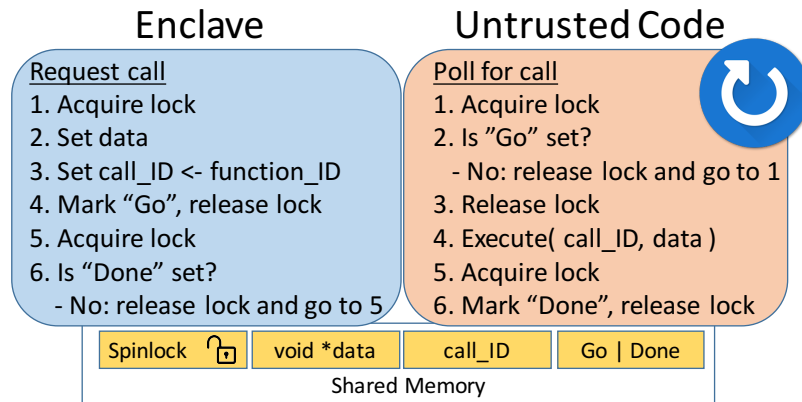 Enclave
Request call
1. Acquire lock
2. Set data
3. Set call_ID <- function_ID
4. Mark “Go”, release lock
5. Acquire lock
6. Is “Done” set?
- No: release lock and go to 5
Untrusted Code
Poll for call
1. Acquire lock
2. Is ”Go” set?
- No: release lock and go to 1
3. Release lock
4. Execute( call_ID, data )
5. Acquire lock
6. Mark “Done”, release lock
Spinlock
void *data
call_ID
Go | Done
Shared Memory